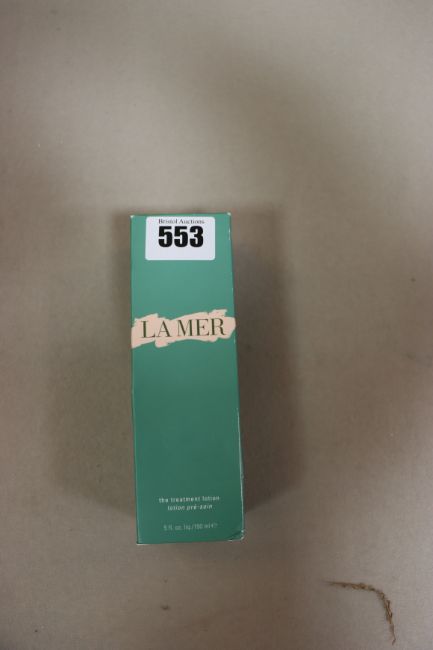 Bristol Auctions
553
LA MER
the treatment lotion
lotion pré-soin
5 fl. oz. liq./150 ml ℮